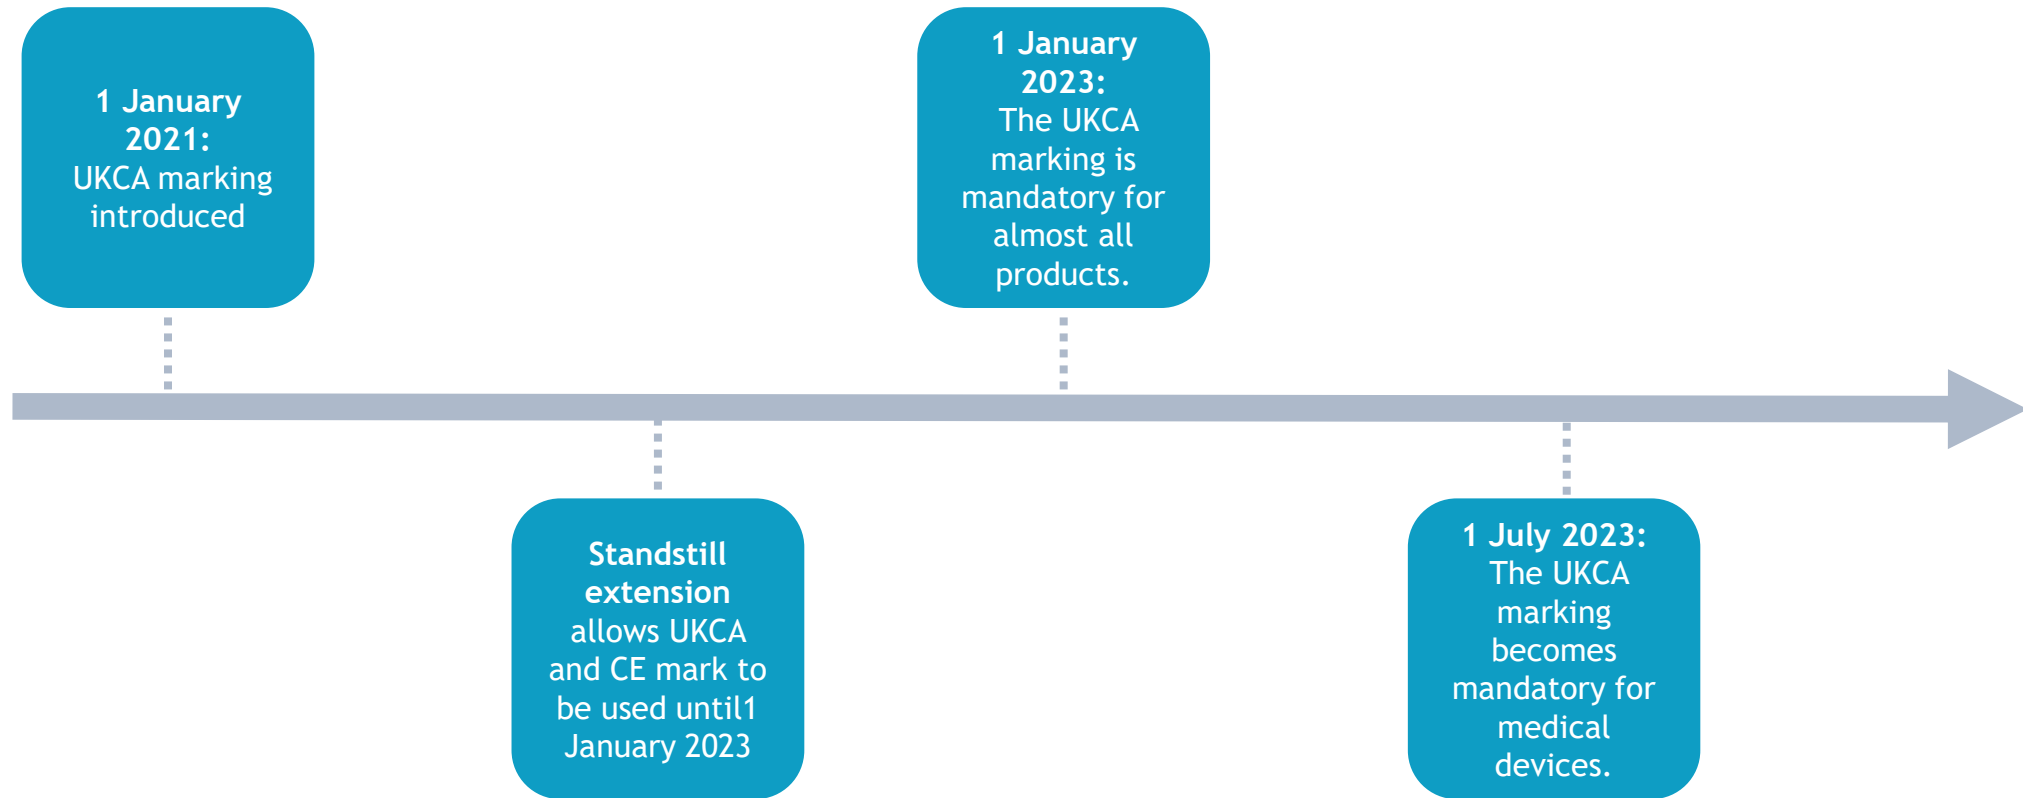 1 January
2021:
UKCA marking
introduced
Standstill
extension
allows UKCA
and CE mark to
be used until1
January 2023
1 January
2023:
The UKCA
marking is
mandatory for
almost all
products.
1 July 2023:
The UKCA
marking
becomes
mandatory for
medical
devices.